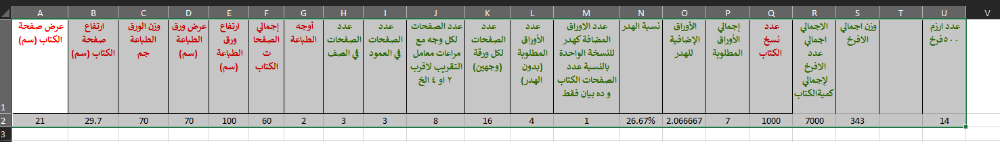 A B C D E F G H I J K L M N O P Q R S T U V
1
عرض صفحة
الكتاب (سم)
ارتفاع
صفحة
الكتاب (سم)
وزن الورق
الطباعة
جم
عرض ورق
الطباعة
(سم)
ارتفاع
ورق
الطباعة
(سم)
إجمالي
الصفحا
ت
الكتاب
أوجه
الطباعة
عدد
الصفحات
في الصف
عدد
الصفحات
في العمود
عدد الصفحات
لكل وجه مع
مراعات معامل
التقريب لاقرب
٢ او ٤ الخ
عدد
الصفحات
لكل ورقة
(وجهين)
عدد
الأوراق
المطلوبة
(بدون
الهدر)
عدد الاوراق
المضافة كهدر
للنسخة الواحدة
بالنسبة عدد
الصفحات الكتاب
و ده بيان فقط
نسبة الهدر
الأوراق
الإضافية
للهدر
إجمالي
الأوراق
المطلوبة
عدد
نسخ
الكتاب
الاجمالي
اجمالي
عدد
الافرخ
لإجمالي
كميةالكتاب
وزن اجمالي
الافرخ
عدد ارزم
٥٠٠فرخ
2 21 29.7 70 70 100 60 2 3 3 8 16 4 1 26.67% 2.066667 7 1000 7000 343 14
3